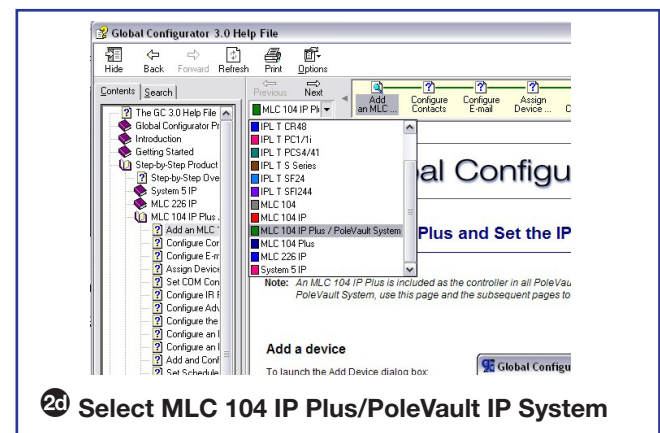 Global Configurator 3.0 Help File
Hide Back Forward Refresh Print Options
Contents Search
Previous Next
MLC 104 IP Pl
Add an MLC ...
Configure Contacts
Configure E-mail
Assign Device ...
C
The GC 3.0 Help File
Global Configurator Pr
Introduction
Getting Started
Step-by-Step Product
Step-by-Step Ove
System 5 IP
MLC 226 IP
MLC 104 IP Plus
Add an MLC
Configure Cor
Configure E-m
Assign Device
Set COM Con
Configure IR F
Configure Adv
Configure the
Configure an I
Configure an I
Add and Conf
Set Schedule
IPL T CR48
IPL T PC1/1i
IPL T PCS4/41
IPL T S Series
IPL T SF24
IPL T SFI244
MLC 104
MLC 104 IP
MLC 104 IP Plus / PoleVault System
MLC 104 Plus
MLC 226 IP
System 5 IP
al Configu
Plus and Set the IP
Note: An MLC 104 IP Plus is included as the controller in all PoleVau
PoleVault System, use this page and the subsequent pages to
Add a device
To launch the Add Device dialog box:
Global Configu
2d Select MLC 104 IP Plus/PoleVault IP System